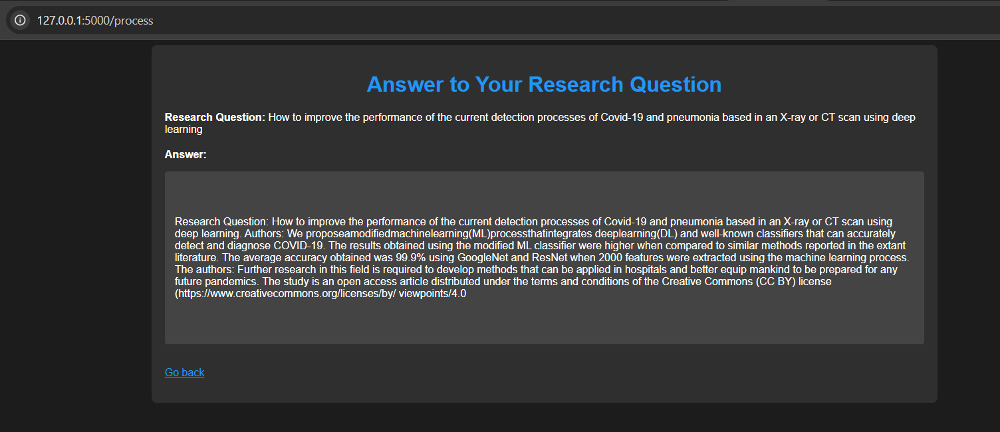 127.0.0.1:5000/process
Answer to Your Research Question
Research Question: How to improve the performance of the current detection processes of Covid-19 and pneumonia based in an X-ray or CT scan using deep
learning
Answer:
Research Question: How to improve the performance of the current detection processes of Covid-19 and pneumonia based in an X-ray or CT scan using
deep learning. Authors: We proposeamodifiedmachinelearning(ML)processthatintegrates deeplearning(DL) and well-known classifiers that can accurately
detect and diagnose COVID-19. The results obtained using the modified ML classifier were higher when compared to similar methods reported in the extant
literature. The average accuracy obtained was 99.9% using GoogleNet and ResNet when 2000 features were extracted using the machine learning process.
The authors: Further research in this field is required to develop methods that can be applied in hospitals and better equip mankind to be prepared for any
future pandemics. The study is an open access article distributed under the terms and conditions of the Creative Commons (CC BY) license
(https://www.creativecommons.org/licenses/by/ viewpoints/4.0
Go back